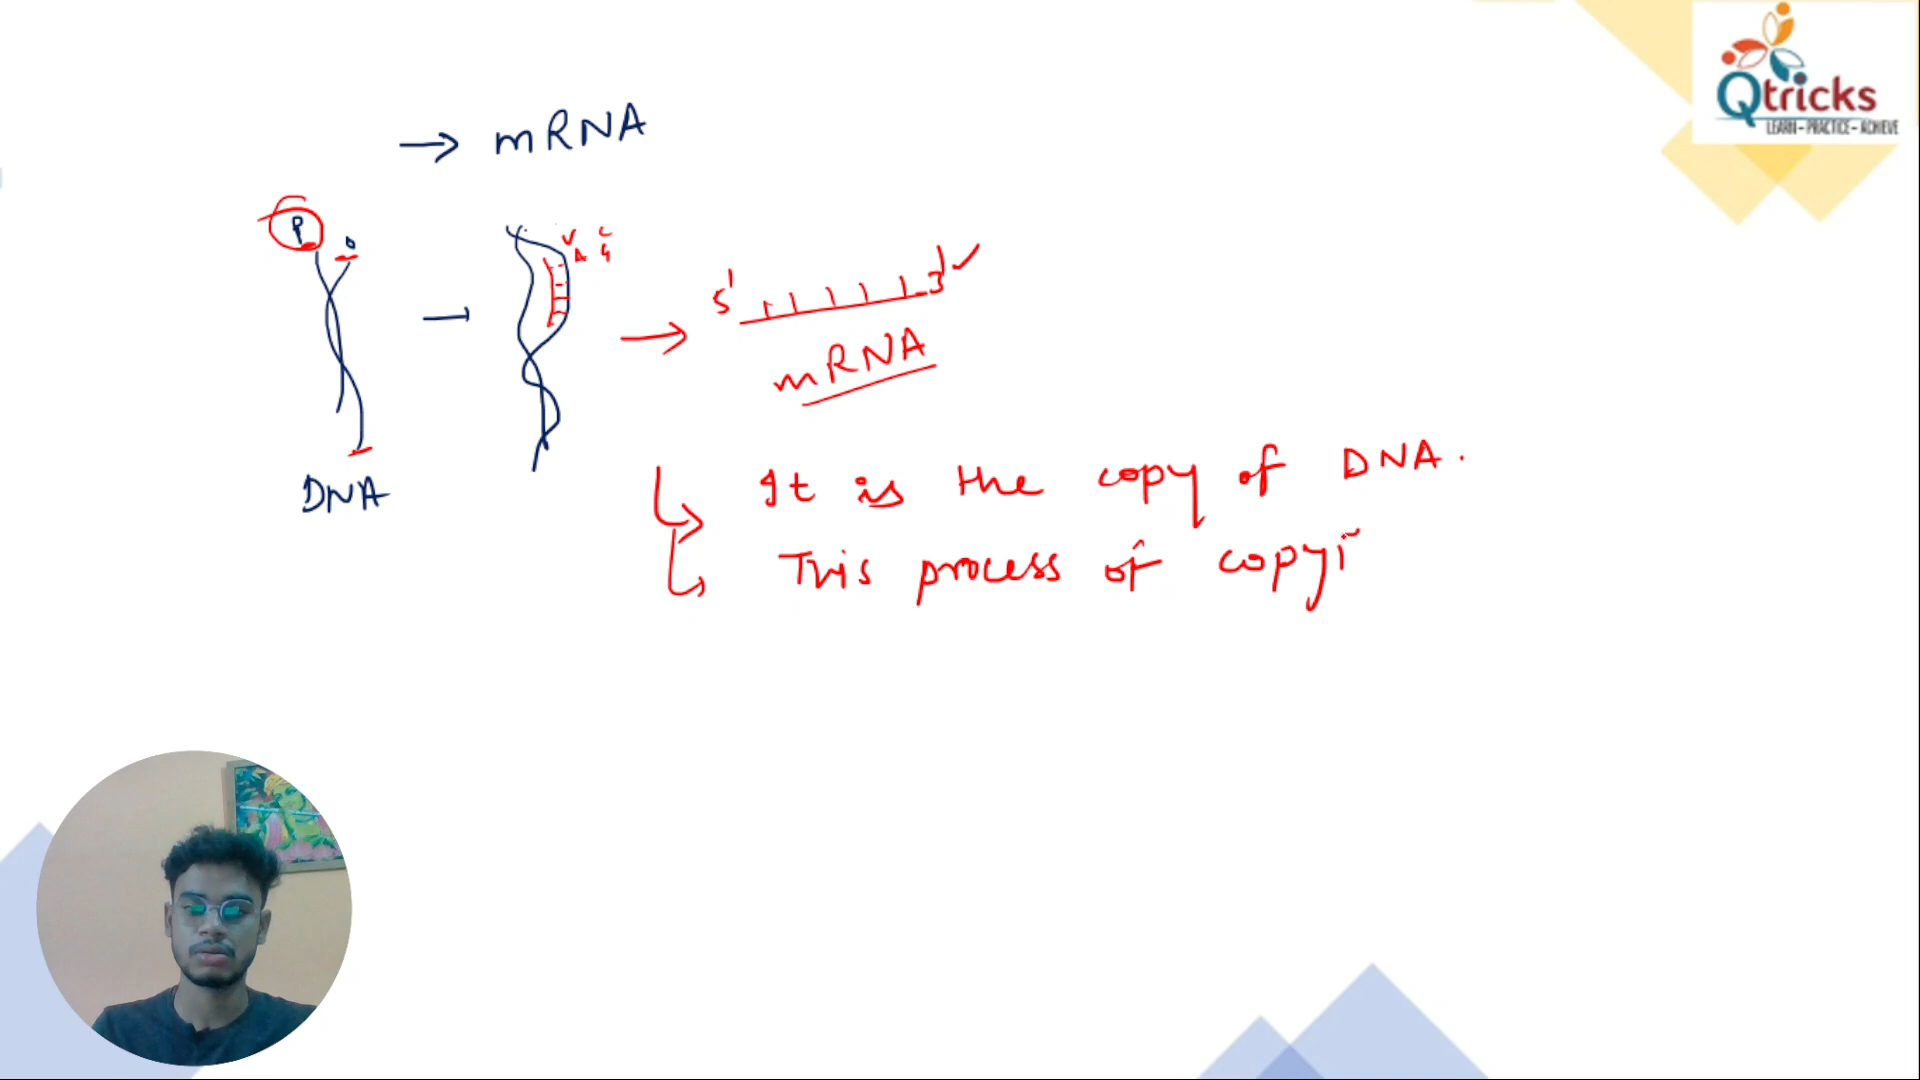 Qtricks
LEARN - PRACTICE - ACHIEVE
→ mRNA
P
U C
A G
5' 3' ✓
mRNA
DNA
It is the copy of DNA.
This process of copyi